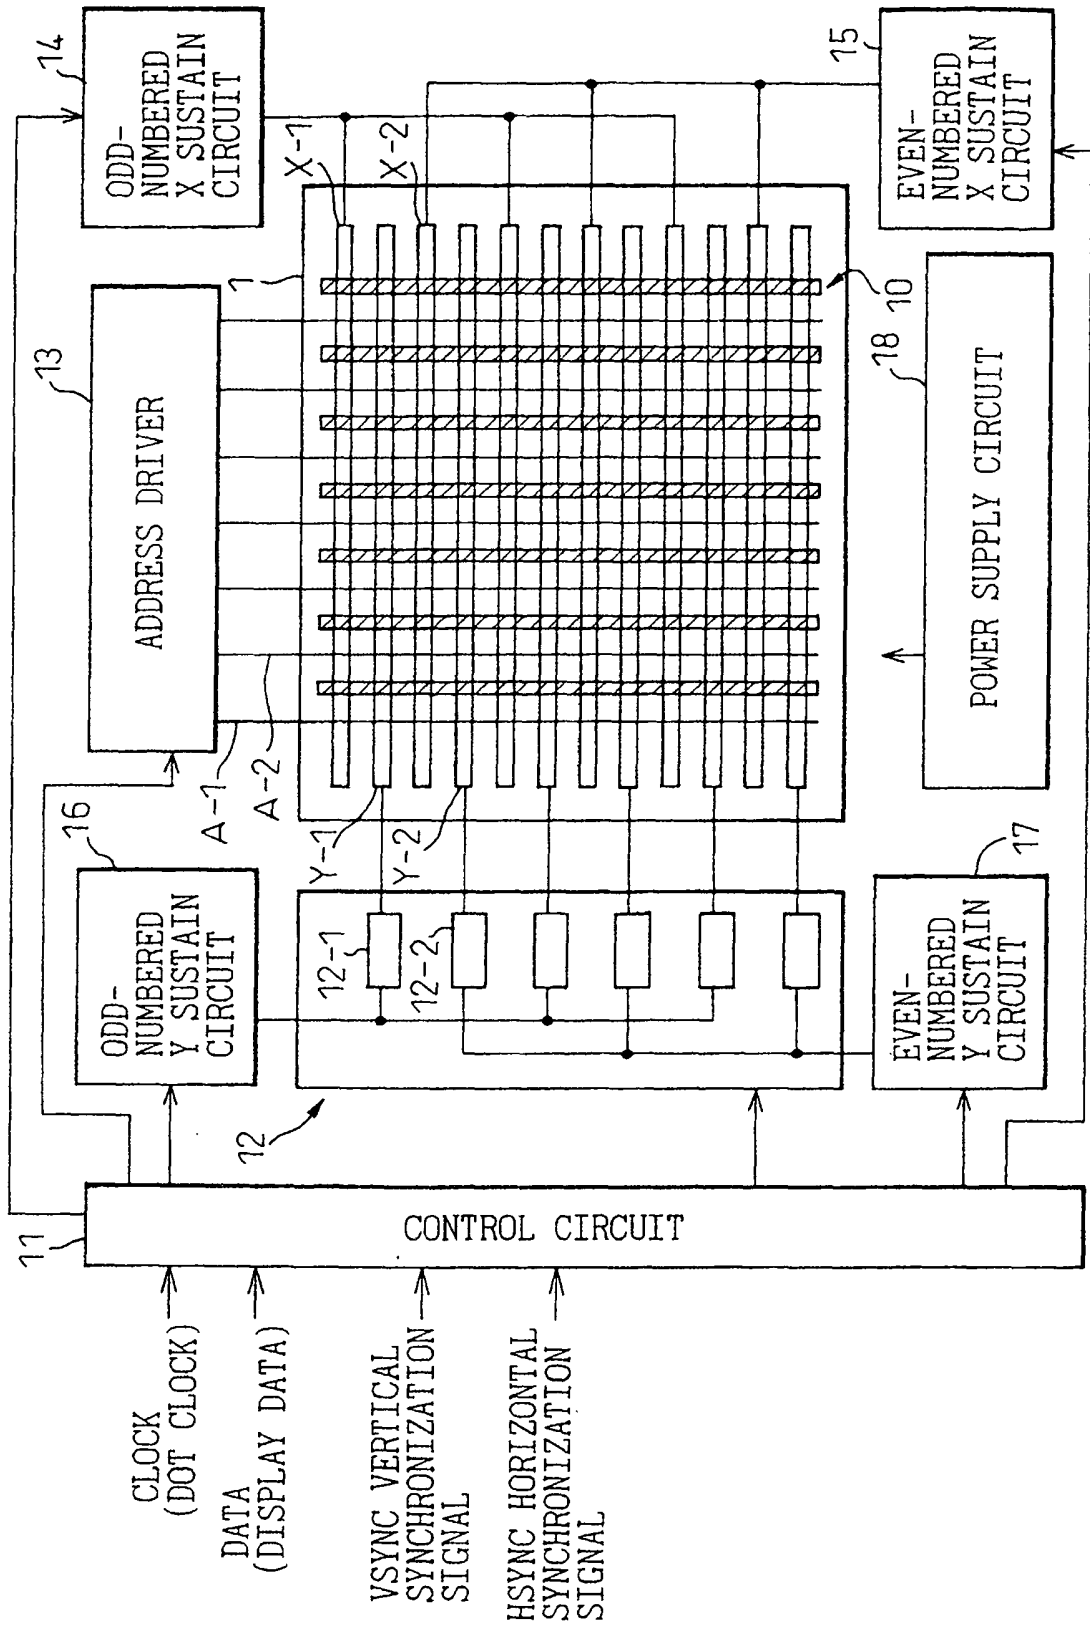 14
ODD-
NUMBERED
X SUSTAIN
CIRCUIT
15
EVEN-
NUMBERED
X SUSTAIN
CIRCUIT
X-1
X-2
13
ADDRESS DRIVER
1
10
18
POWER SUPPLY CIRCUIT
A-1
A-2
16
ODD-
NUMBERED
Y SUSTAIN
CIRCUIT
Y-1
Y-2
12-1
12-2
12
17
EVEN-
NUMBERED
Y SUSTAIN
CIRCUIT
11
CONTROL CIRCUIT
CLOCK
(DOT CLOCK)
DATA
(DISPLAY DATA)
VSYNC VERTICAL
SYNCHRONIZATION
SIGNAL
HSYNC HORIZONTAL
SYNCHRONIZATION
SIGNAL